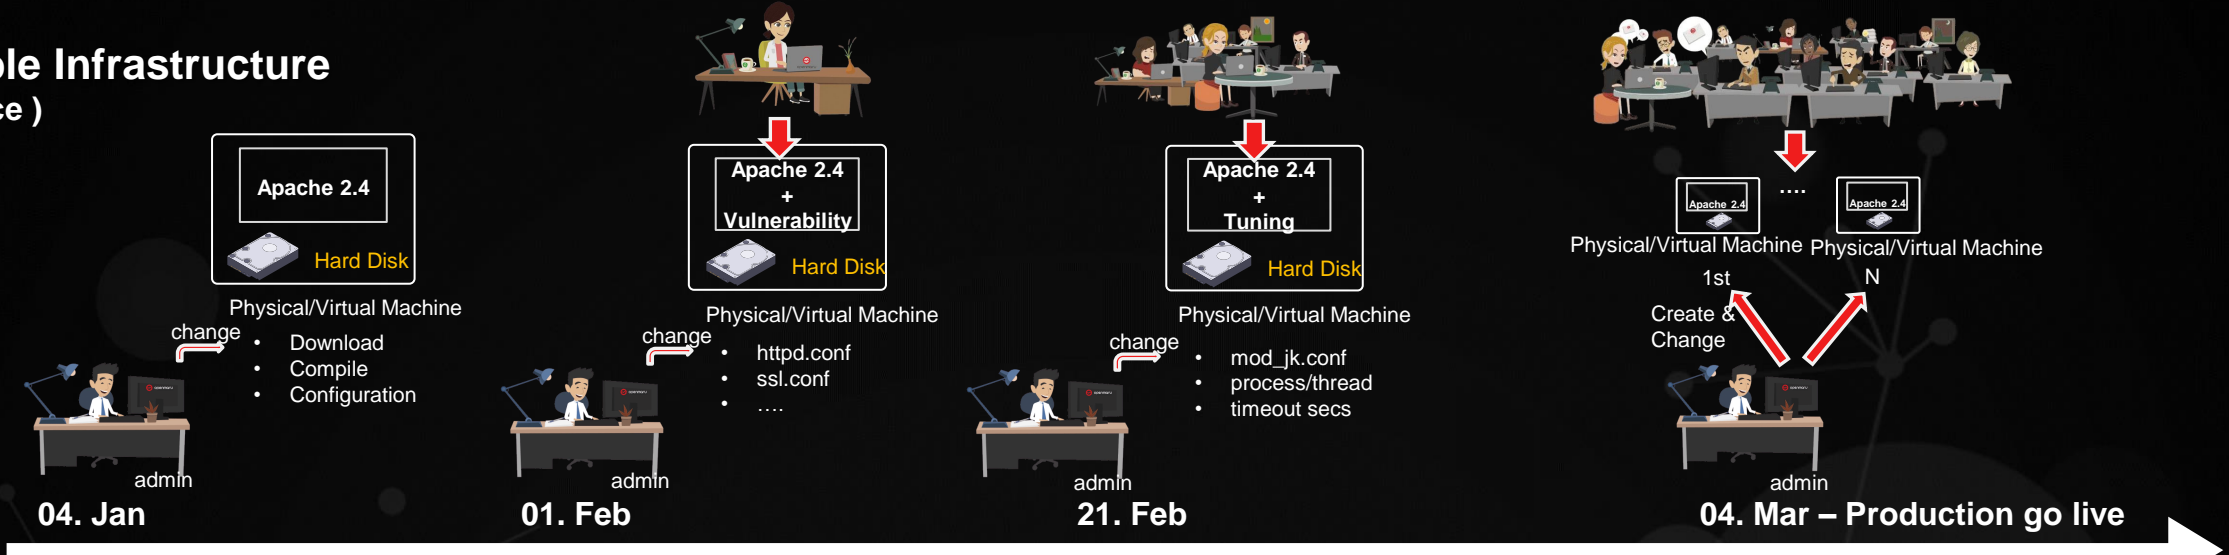 Infrastructure
)
Apache 2.4
Hard Disk
Physical/Virtual Machine
change
• Download
• Compile
• Configuration
admin
04. Jan
Apache 2.4
+
Vulnerability
Hard Disk
Physical/Virtual Machine
change
• httpd.conf
• ssl.conf
• ....
admin
01. Feb
Apache 2.4
+
Tuning
Hard Disk
Physical/Virtual Machine
change
• mod_jk.conf
• process/thread
• timeout secs
admin
21. Feb
....
Apache 2.4
Apache 2.4
Physical/Virtual Machine
1st
Physical/Virtual Machine
N
Create &
Change
admin
04. Mar – Production go live